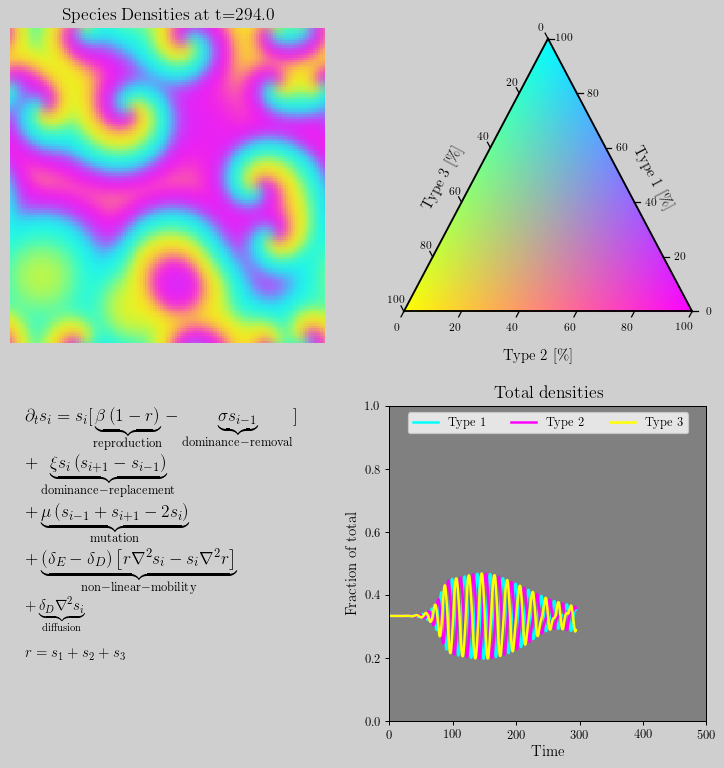 Species Densities at t=294.0
0
100
20
80
40
60
Type 3 [%]
Type 1 [%]
60
40
80
20
100
0
0
20
40
60
80
100
Type 2 [%]
∂ₜsᵢ = sᵢ[ β (1 − r) − σsᵢ₋₁ ]
reproduction dominance−removal
+ ξsᵢ (sᵢ₊₁ − sᵢ₋₁)
dominance−replacement
+ μ (sᵢ₋₁ + sᵢ₊₁ − 2sᵢ)
mutation
+ (δ_E − δ_D) [r∇²sᵢ − sᵢ∇²r]
non−linear−mobility
+ δ_D∇²sᵢ
diffusion
r = s₁ + s₂ + s₃
Total densities
Type 1 Type 2 Type 3
1.0
0.8
0.6
0.4
0.2
0.0
Fraction of total
0 100 200 300 400 500
Time